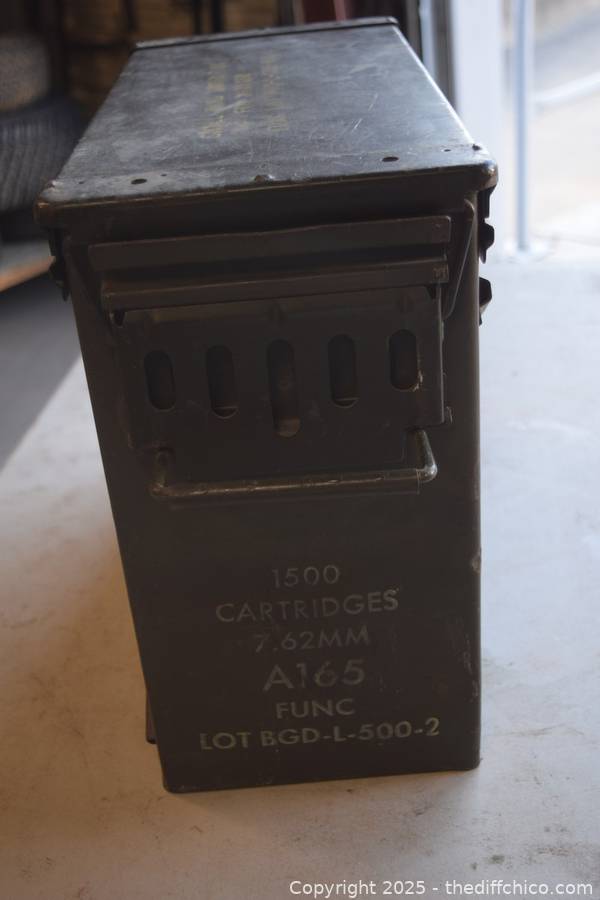 1500
CARTRIDGES
7.62MM
A165
FUNC
LOT BGD-L-500-2
Copyright 2025 - thediffchico.com